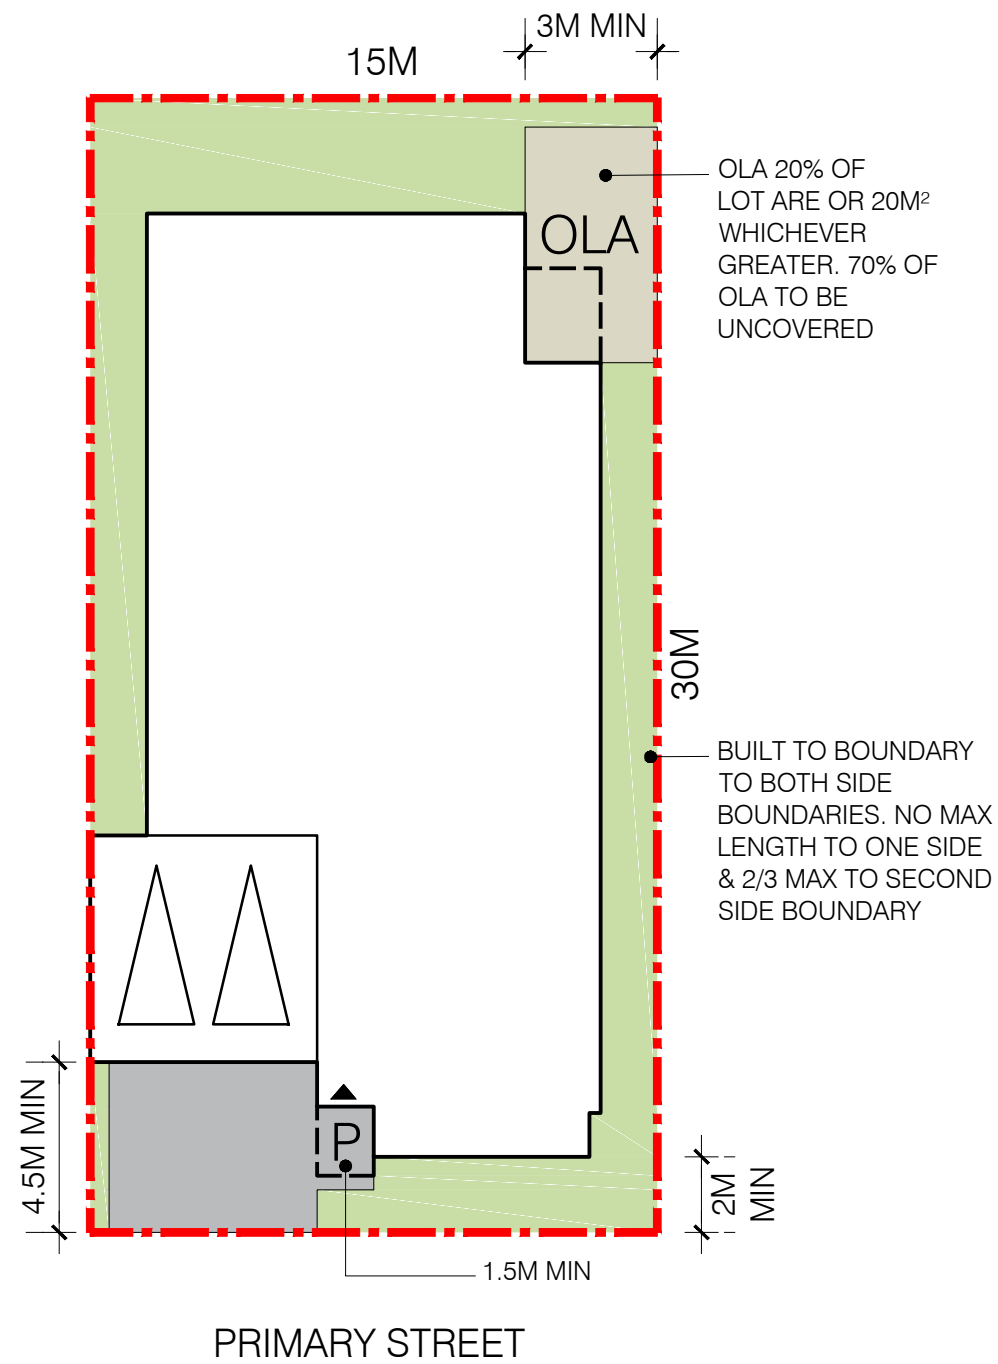 3M MIN
15M
OLA 20% OF
LOT ARE OR 20M²
WHICHEVER
GREATER. 70% OF
OLA TO BE
UNCOVERED
OLA
30M
BUILT TO BOUNDARY
TO BOTH SIDE
BOUNDARIES. NO MAX
LENGTH TO ONE SIDE
& 2/3 MAX TO SECOND
SIDE BOUNDARY
4.5M MIN
P
2M
MIN
1.5M MIN
PRIMARY STREET